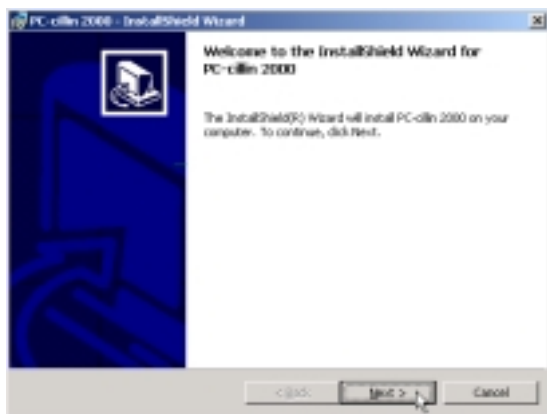 PC-cillin 2000 - InstallShield Wizard
Welcome to the InstallShield Wizard for
PC-cillin 2000
The InstallShield(R) Wizard will install PC-cillin 2000 on your
computer. To continue, click Next.
< Back
Next >
Cancel